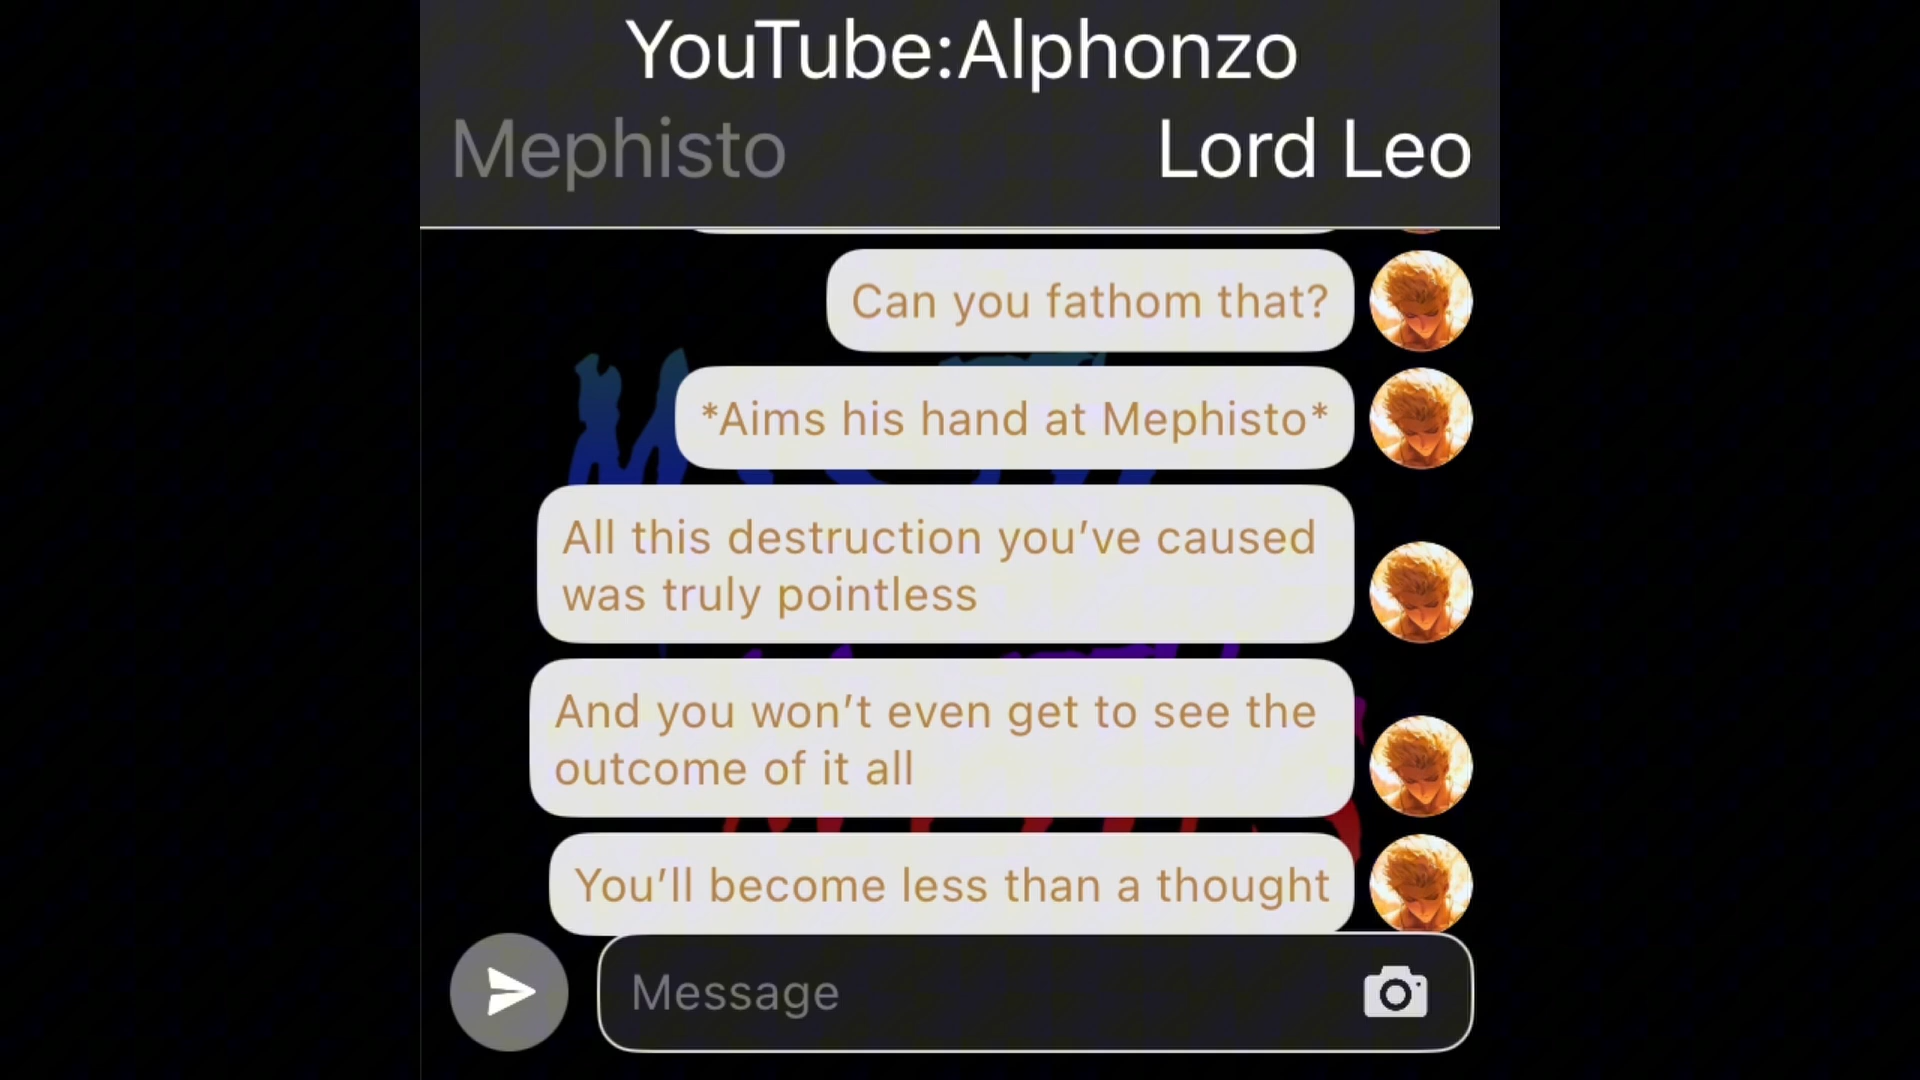 YouTube:Alphonzo
Mephisto
Lord Leo
Can you fathom that?
*Aims his hand at Mephisto*
All this destruction you’ve caused
was truly pointless
And you won’t even get to see the
outcome of it all
You’ll become less than a thought
Message